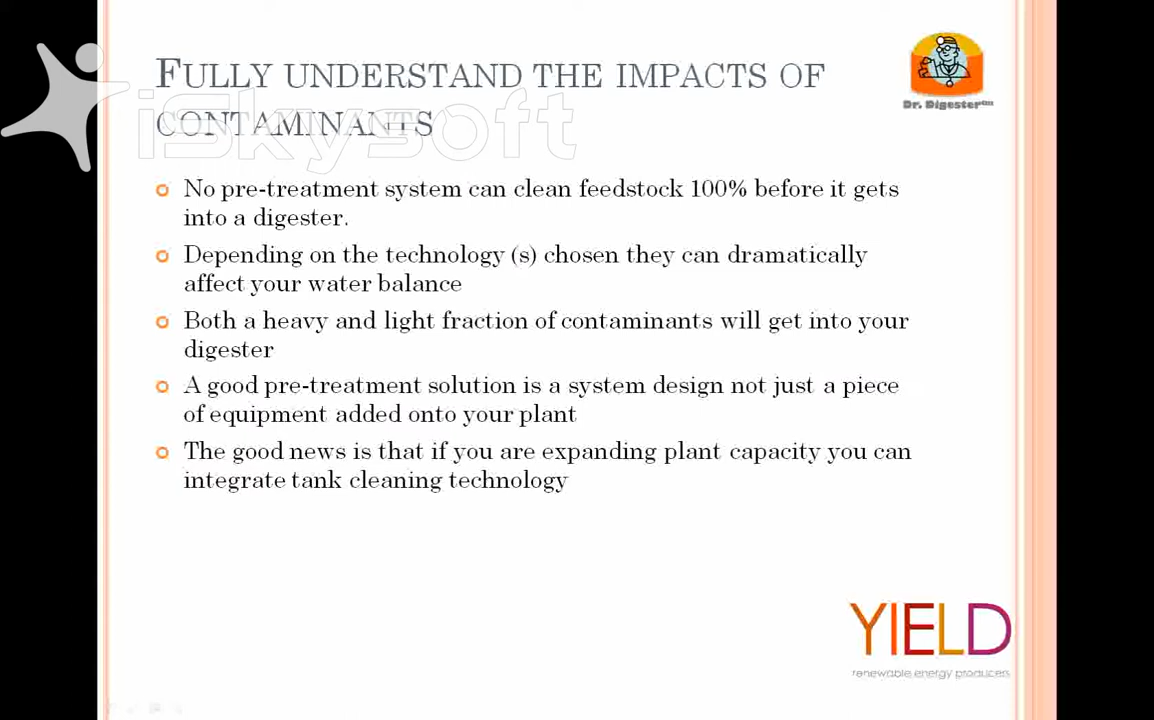 FULLY UNDERSTAND THE IMPACTS OF
CONTAMINANTS
iSkysoft
Dr. Digester™
No pre-treatment system can clean feedstock 100% before it gets
into a digester.
Depending on the technology (s) chosen they can dramatically
affect your water balance
Both a heavy and light fraction of contaminants will get into your
digester
A good pre-treatment solution is a system design not just a piece
of equipment added onto your plant
The good news is that if you are expanding plant capacity you can
integrate tank cleaning technology
YIELD
renewable energy producers